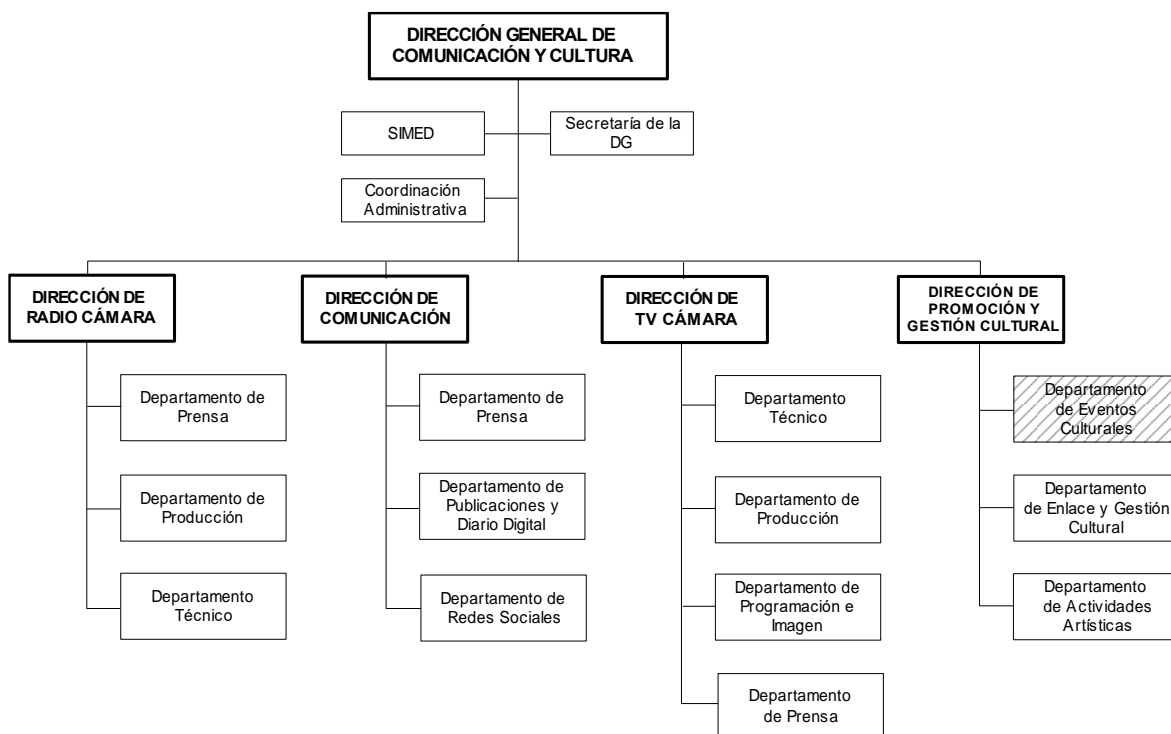 DIRECCIÓN GENERAL DE
COMUNICACIÓN Y CULTURA
SIMED
Secretaría de la
DG
Coordinación
Administrativa
DIRECCIÓN DE
RADIO CÁMARA
Departamento de
Prensa
Departamento de
Producción
Departamento
Técnico
DIRECCIÓN DE
COMUNICACIÓN
Departamento de
Prensa
Departamento de
Publicaciones y
Diario Digital
Departamento de
Redes Sociales
DIRECCIÓN DE
TV CÁMARA
Departamento
Técnico
Departamento de
Producción
Departamento de
Programación e
Imagen
Departamento
de Prensa
DIRECCIÓN DE
PROMOCIÓN Y
GESTIÓN CULTURAL
Departamento
de Eventos
Culturales
Departamento
de Enlace y Gestión
Cultural
Departamento
de Actividades
Artísticas